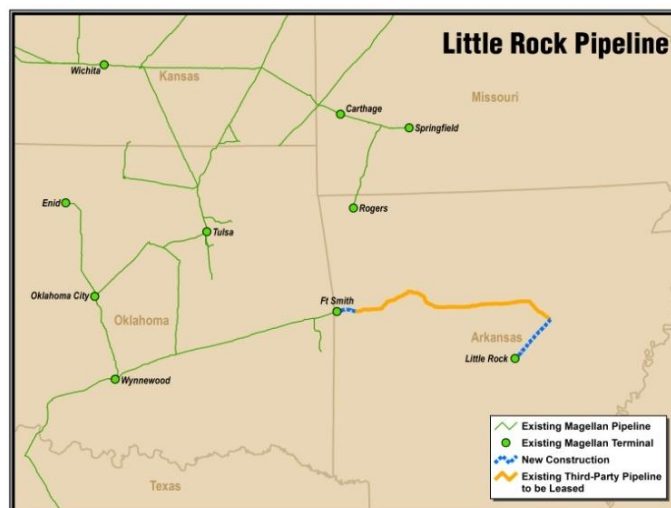 Little Rock Pipeline
Wichita
Kansas
Missouri
Carthage
Springfield
Enid
Rogers
Tulsa
Oklahoma City
Ft Smith
Oklahoma
Arkansas
Little Rock
Wynnewood
Texas
Existing Magellan Pipeline
Existing Magellan Terminal
New Construction
Existing Third-Party Pipeline
to be Leased